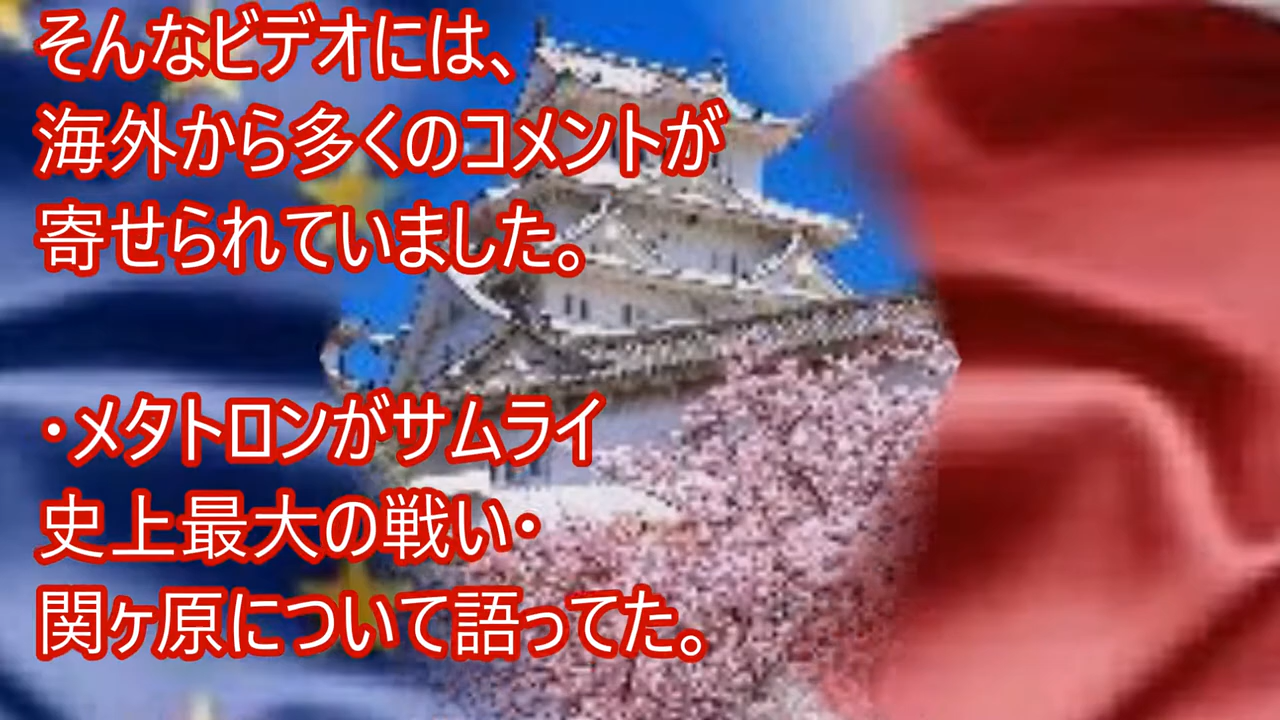 そんなビデオには、
海外から多くのコメントが
寄せられていました。
・メタトロンがサムライ
史上最大の戦い・
関ヶ原について語ってた。